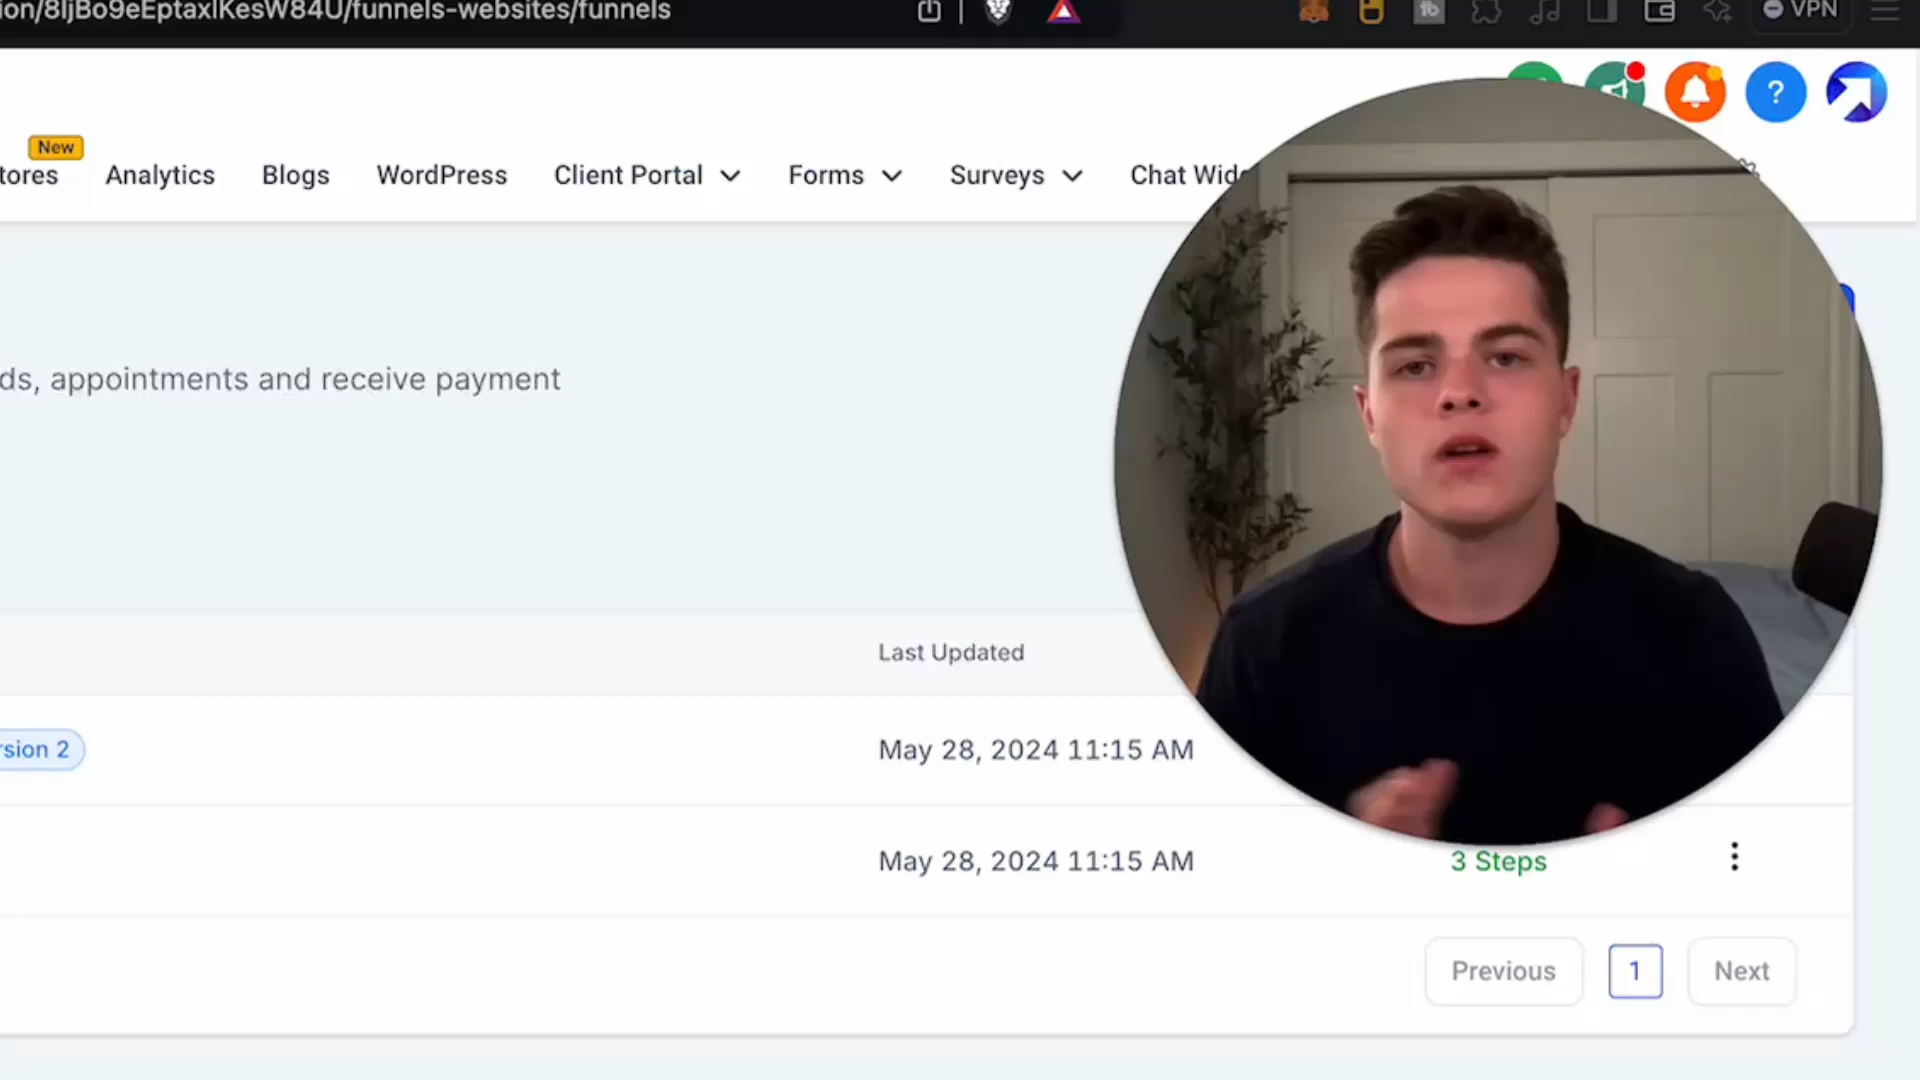 ion/8IjBo9eEptaxlKesW84U/funnels-websites/funnels
VPN
New
tores Analytics Blogs WordPress Client Portal Forms Surveys Chat Widg
ds, appointments and receive payment
Last Updated
rsion 2
May 28, 2024 11:15 AM
May 28, 2024 11:15 AM
3 Steps
Previous 1 Next